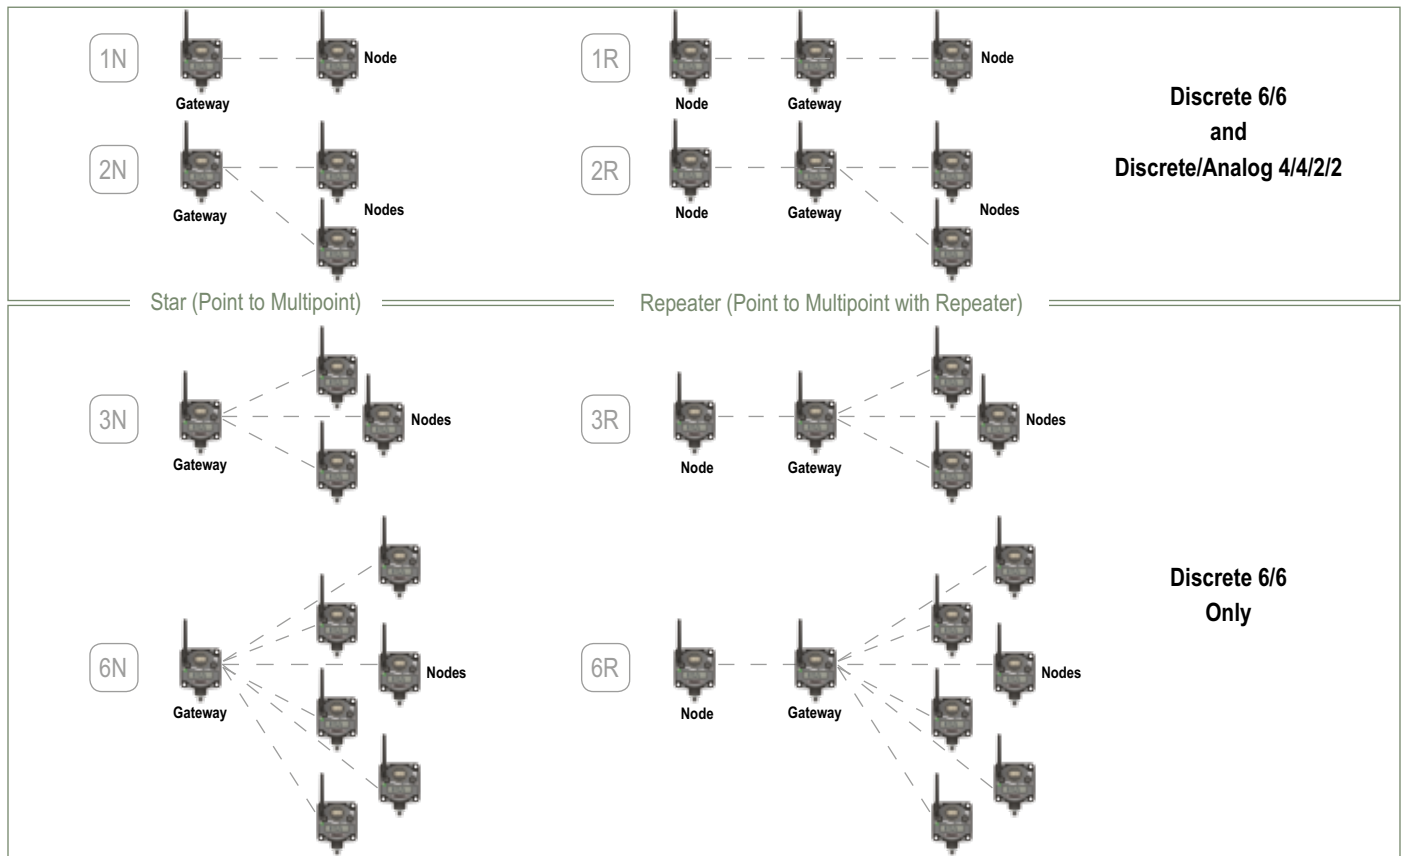 1N
Node
Gateway
1R
Node
Node
Gateway
2N
Gateway
Nodes
2R
Node
Gateway
Nodes
Discrete 6/6
and
Discrete/Analog 4/4/2/2
Star (Point to Multipoint)
Repeater (Point to Multipoint with Repeater)
3N
Nodes
Gateway
3R
Nodes
Node
Gateway
6N
Nodes
Gateway
6R
Nodes
Node
Gateway
Discrete 6/6
Only